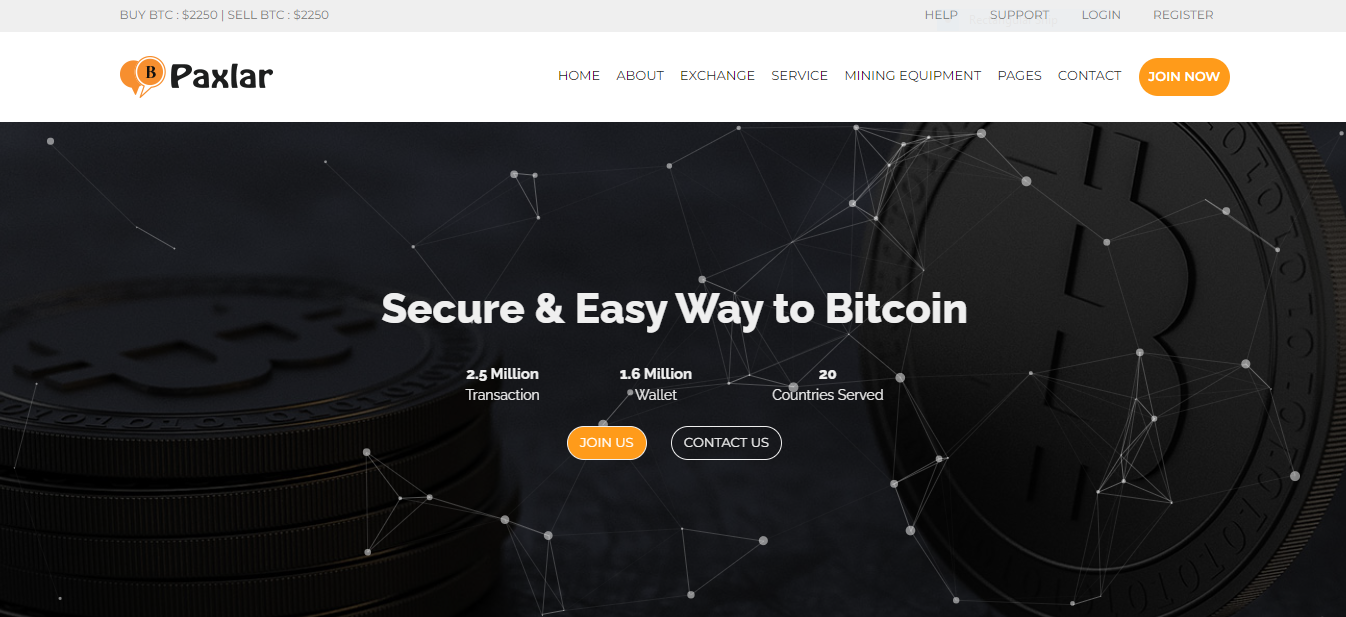 BUY BTC : $2250 | SELL BTC : $2250 HELP SUPPORT LOGIN REGISTER
B Paxlar HOME ABOUT EXCHANGE SERVICE MINING EQUIPMENT PAGES CONTACT JOIN NOW
Secure & Easy Way to Bitcoin
2.5 Million 1.6 Million 20
Transaction Wallet Countries Served
JOIN US CONTACT US